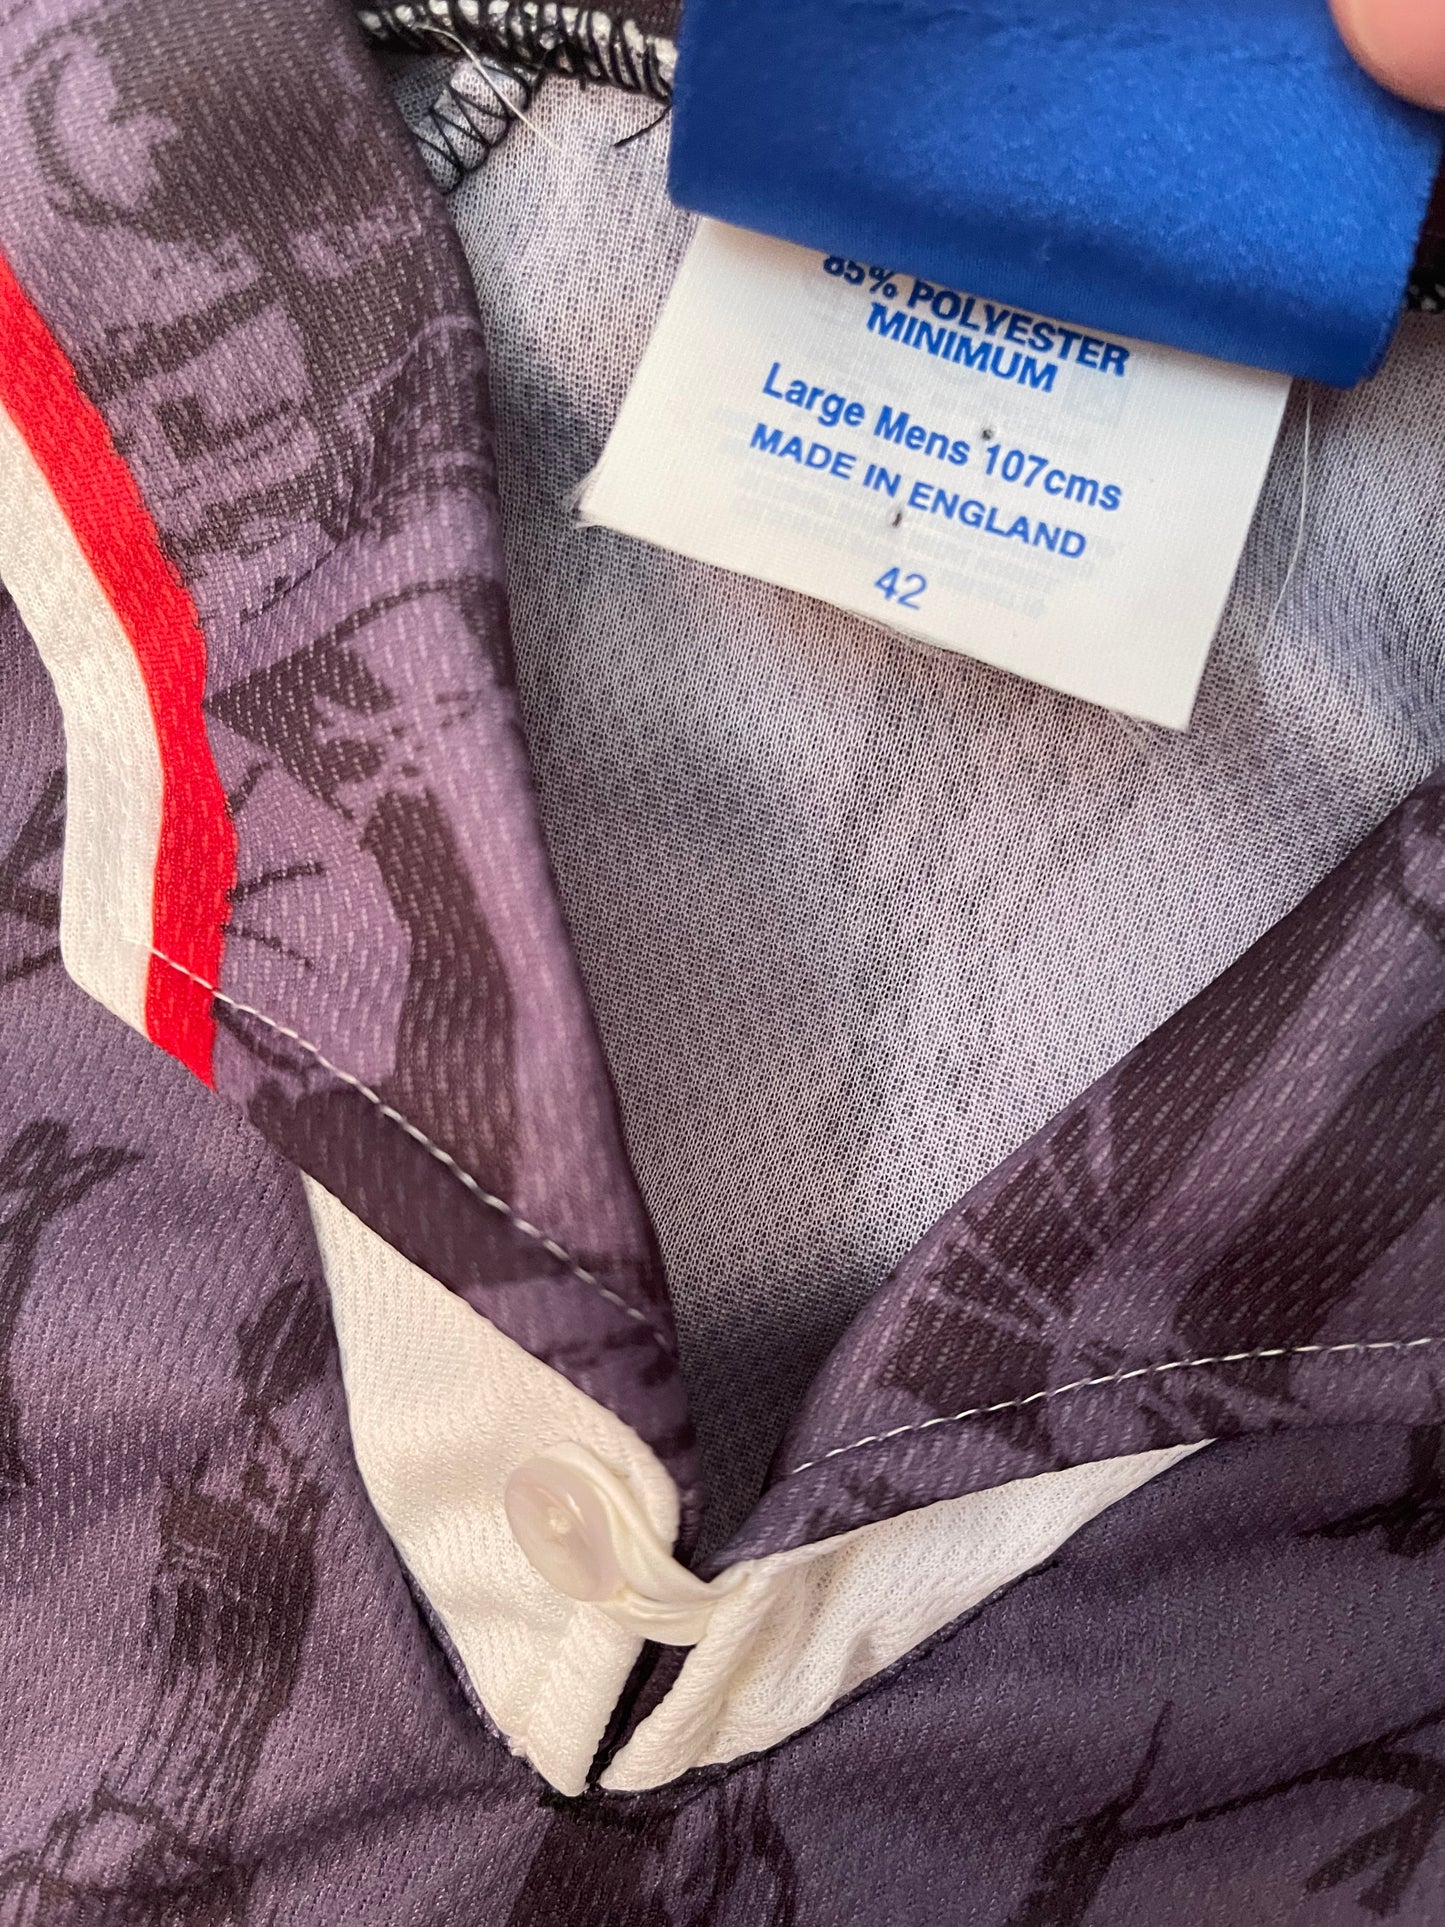 85% POLYESTER
MINIMUM
Large Mens 107cms
MADE IN ENGLAND
42